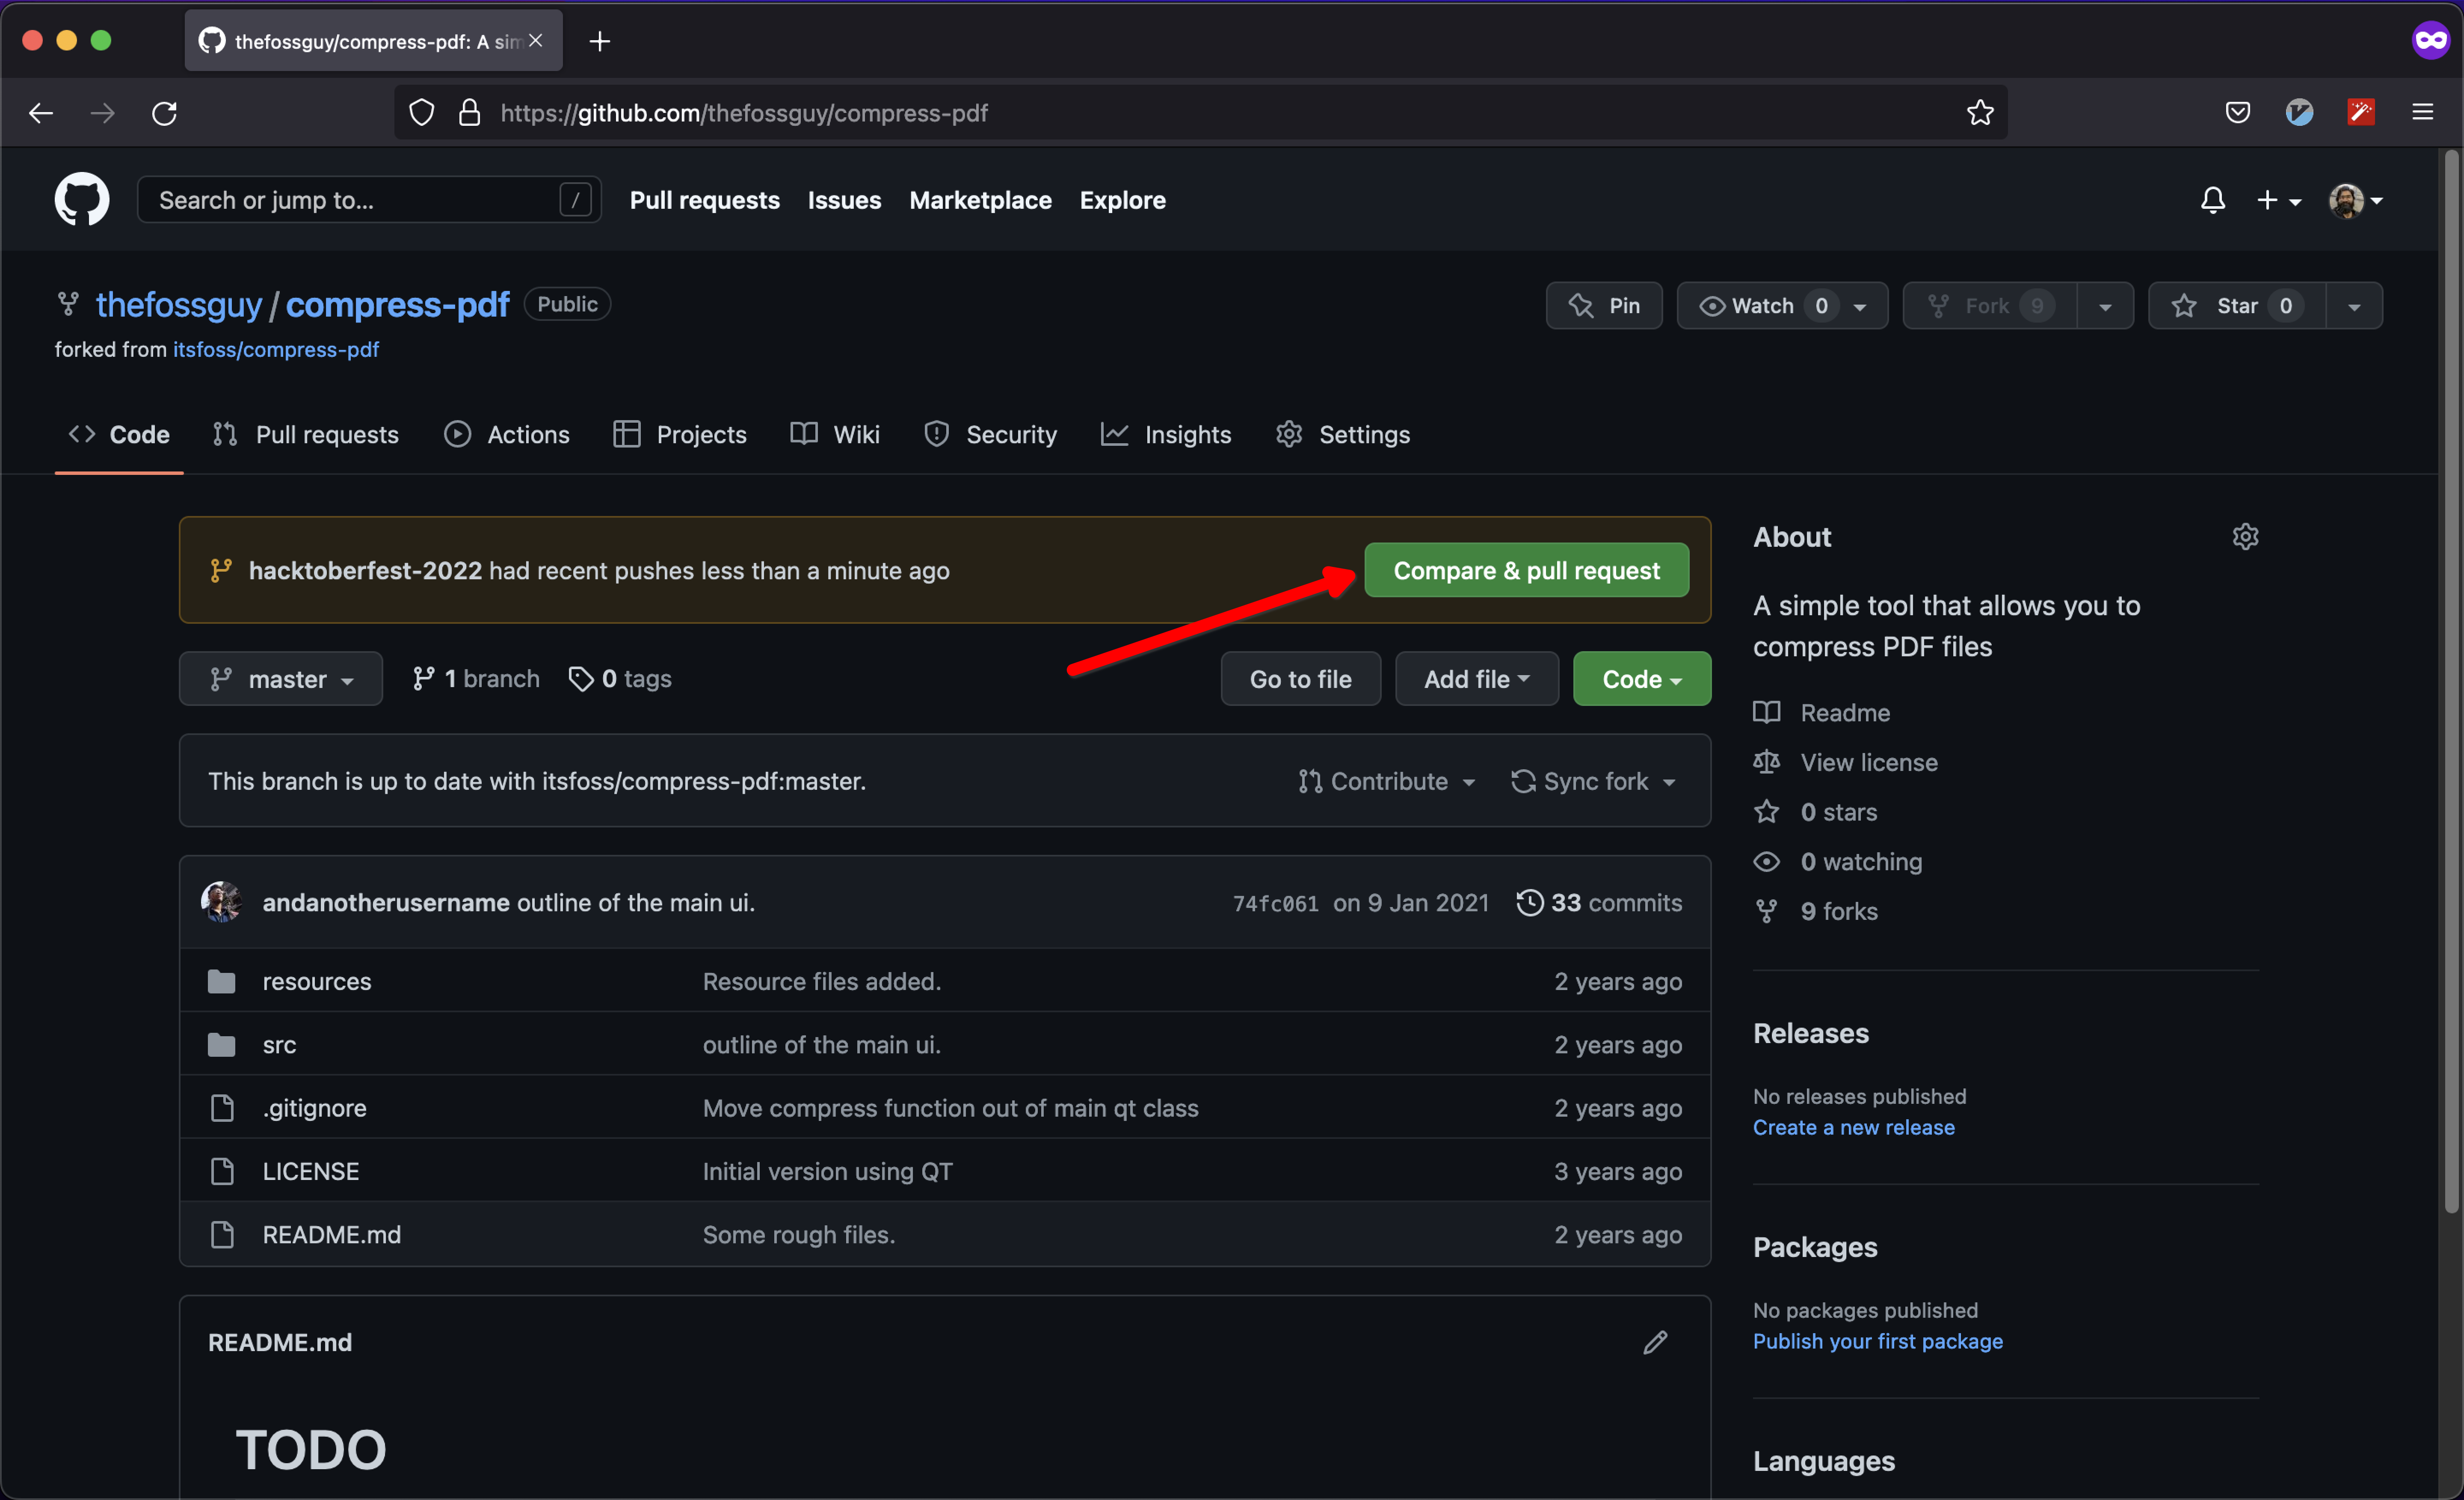 thefossguy/compress-pdf: A sim
https://github.com/thefossguy/compress-pdf
Search or jump to... /
Pull requests Issues Marketplace Explore
thefossguy / compress-pdf Public
Pin Watch 0 Fork 9 Star 0
forked from itsfoss/compress-pdf
Code Pull requests Actions Projects Wiki Security Insights Settings
hacktoberfest-2022 had recent pushes less than a minute ago
Compare & pull request
master 1 branch 0 tags
Go to file Add file Code
This branch is up to date with itsfoss/compress-pdf:master.
Contribute Sync fork
andanotherusername outline of the main ui. 74fc061 on 9 Jan 2021 33 commits
resources Resource files added. 2 years ago
src outline of the main ui. 2 years ago
.gitignore Move compress function out of main qt class 2 years ago
LICENSE Initial version using QT 3 years ago
README.md Some rough files. 2 years ago
README.md
TODO
About
A simple tool that allows you to
compress PDF files
Readme
View license
0 stars
0 watching
9 forks
Releases
No releases published
Create a new release
Packages
No packages published
Publish your first package
Languages